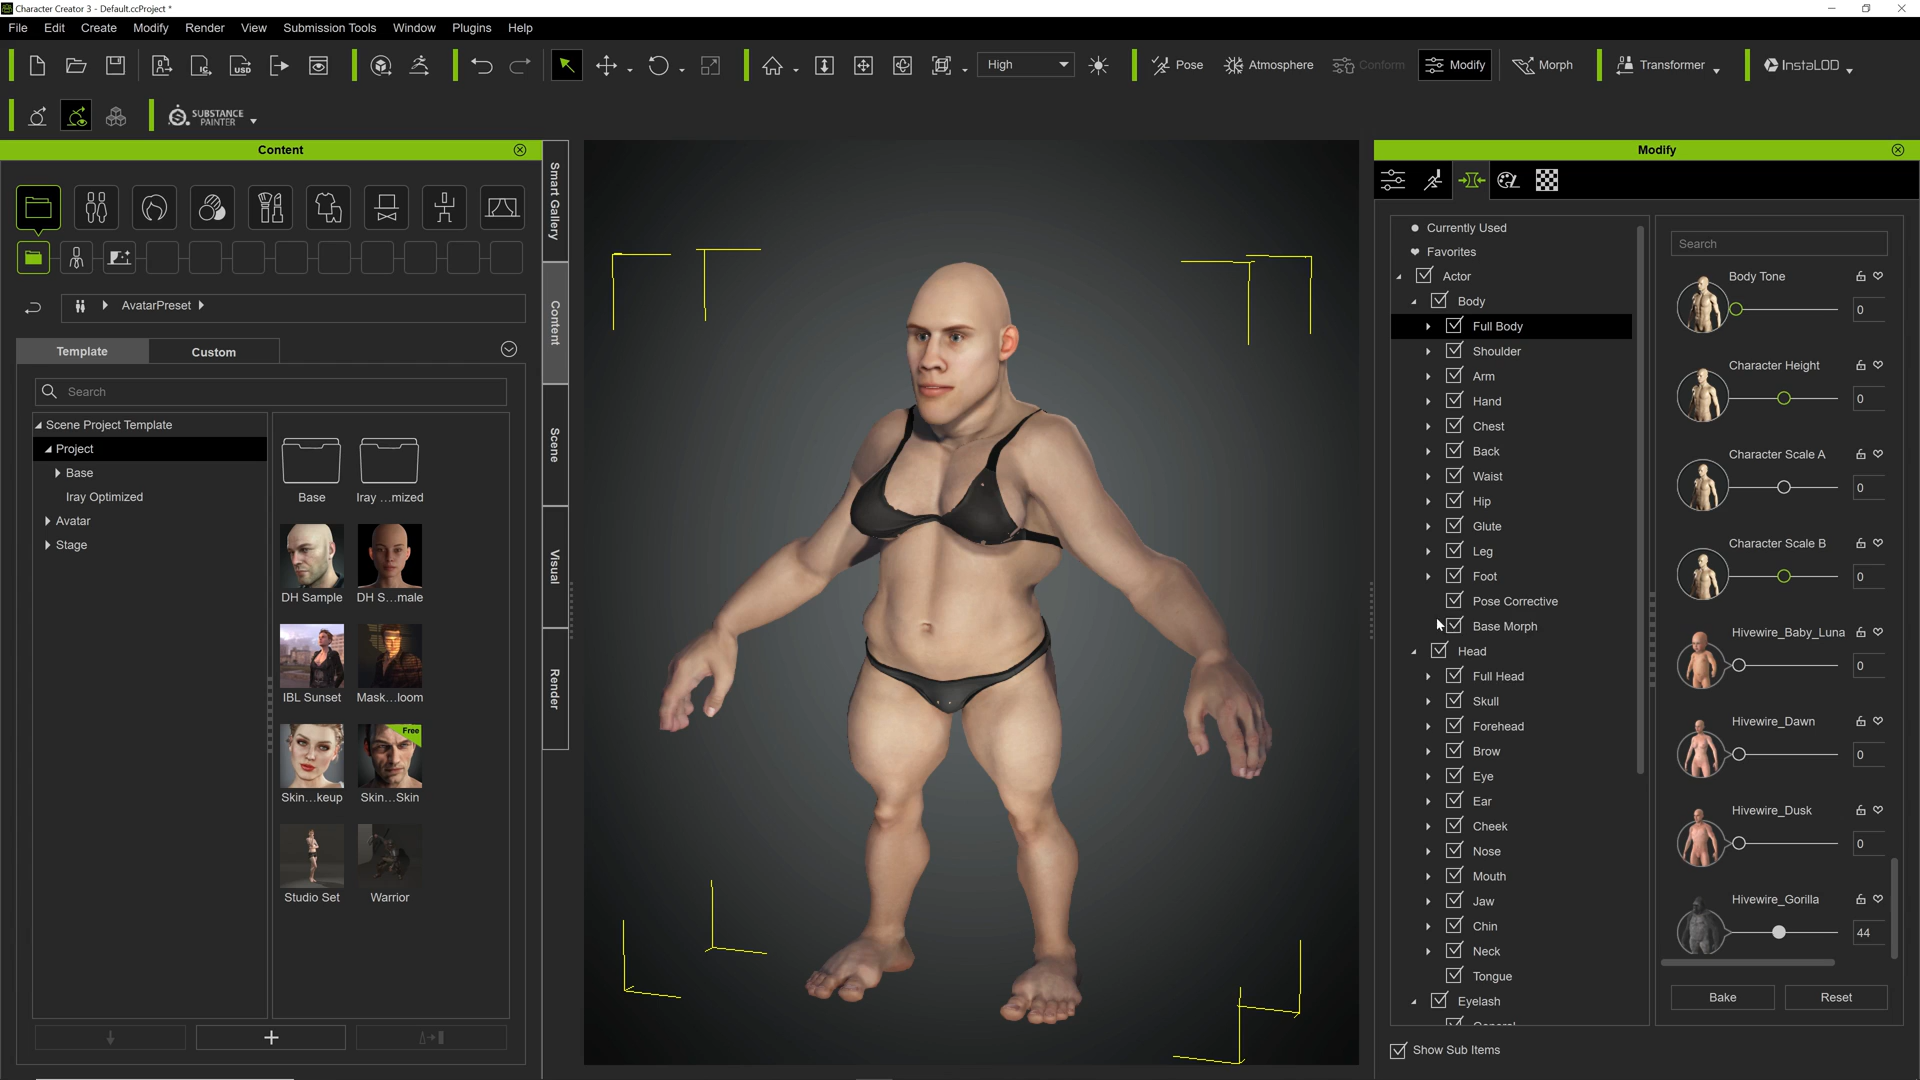 Character Creator 3 - Default.ccProject *
File Edit Create Modify Render View Submission Tools Window Plugins Help
USD
High
Pose
Atmosphere
Conform
Modify
Morph
Transformer
InstaLOD
SUBSTANCE
PAINTER
Content
AvatarPreset
Template
Custom
Search
Scene Project Template
Project
Base
Iray Optimized
Avatar
Stage
Base
Iray ...mized
DH Sample
DH S...male
IBL Sunset
Mask...loom
Free
Skin...keup
Skin...Skin
Studio Set
Warrior
Smart Gallery
Content
Scene
Visual
Render
Modify
Currently Used
Favorites
Actor
Body
Full Body
Shoulder
Arm
Hand
Chest
Back
Waist
Hip
Glute
Leg
Foot
Pose Corrective
Base Morph
Head
Full Head
Skull
Forehead
Brow
Eye
Ear
Cheek
Nose
Mouth
Jaw
Chin
Neck
Tongue
Eyelash
General
Show Sub Items
Search
Body Tone
0
Character Height
0
Character Scale A
0
Character Scale B
0
Hivewire_Baby_Luna
0
Hivewire_Dawn
0
Hivewire_Dusk
0
Hivewire_Gorilla
44
Bake
Reset